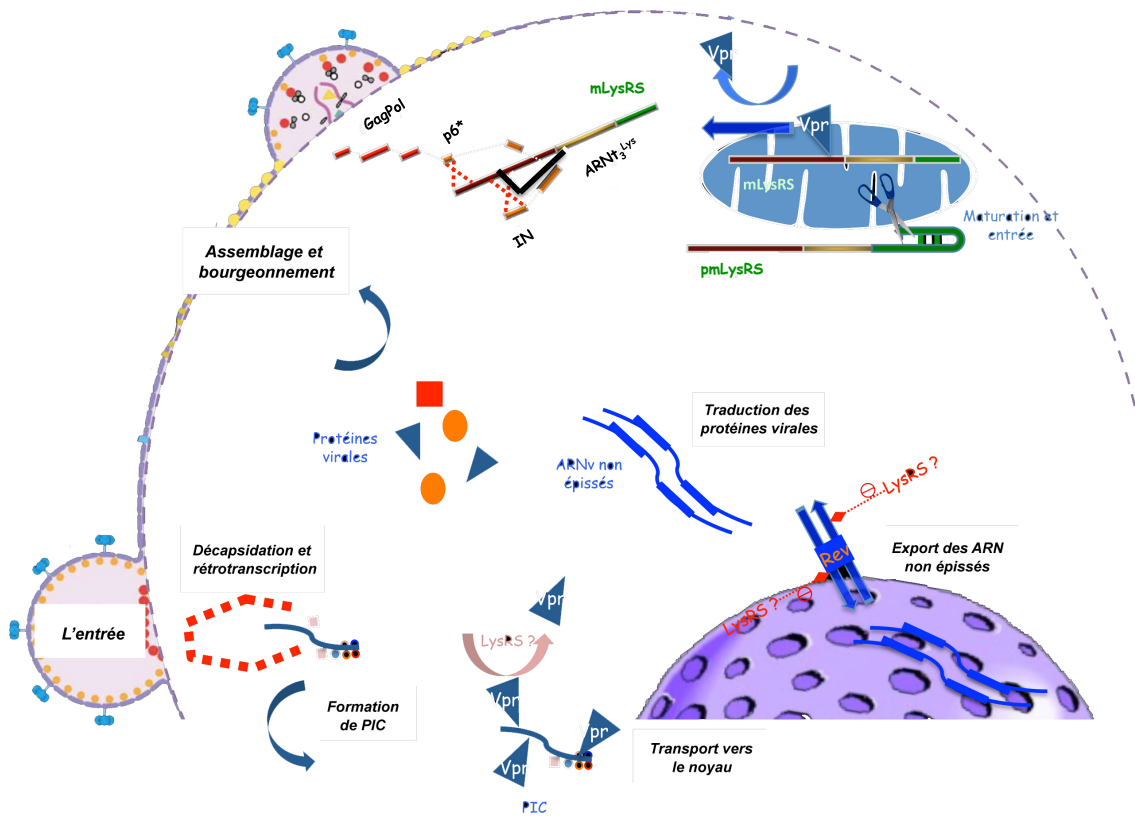 Vpr
mLysRS
GagPol
p6*
ARNt₃ᴸʸˢ
IN
Vpr
mLysRS
Maturation et
entrée
pmLysRS
Assemblage et
bourgeonnement
Protéines
virales
ARNv non
épissés
Traduction des
protéines virales
LysRS ?
Rev
Export des ARN
non épissés
LysRS ?
Décapsidation et
rétrotranscription
L'entrée
Vpr
LysRS ?
Formation
de PIC
Vpr
Vpr
Vpr
Transport vers
le noyau
PIC